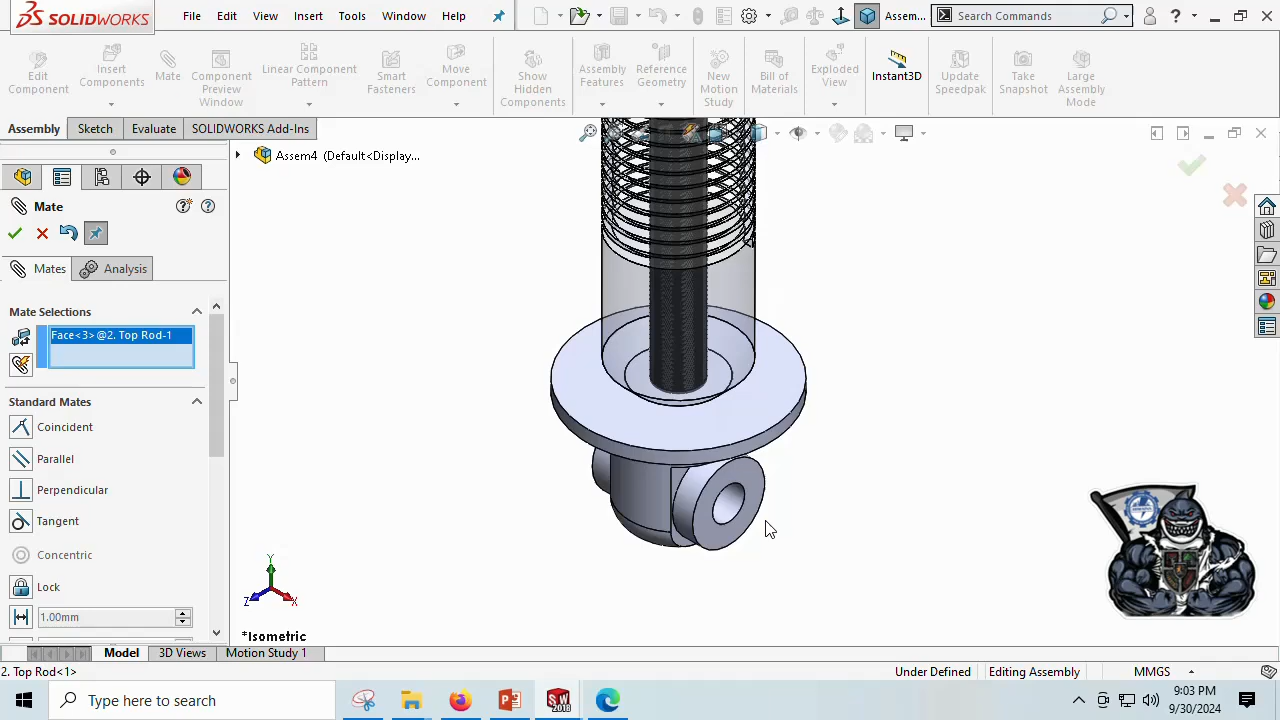 SOLIDWORKS File Edit View Insert Tools Window Help Assem... Search Commands ?
Edit Component
Insert Components
Mate
Component Preview Window
Linear Component Pattern
Smart Fasteners
Move Component
Show Hidden Components
Assembly Features
Reference Geometry
New Motion Study
Bill of Materials
Exploded View
Instant3D
Update Speedpak
Take Snapshot
Large Assembly Mode
Assembly Sketch Evaluate SOLIDWORKS Add-Ins
Assem4 (Default<Display...
Mate
Mates Analysis
Mate Selections
Face<3>@2. Top Rod-1
Standard Mates
Coincident
Parallel
Perpendicular
Tangent
Concentric
Lock
1.00mm
Y
Z X
*Isometric
Model 3D Views Motion Study 1
2. Top Rod<1> Under Defined Editing Assembly MMGS
Type here to search
SW
2018
9:03 PM
9/30/2024